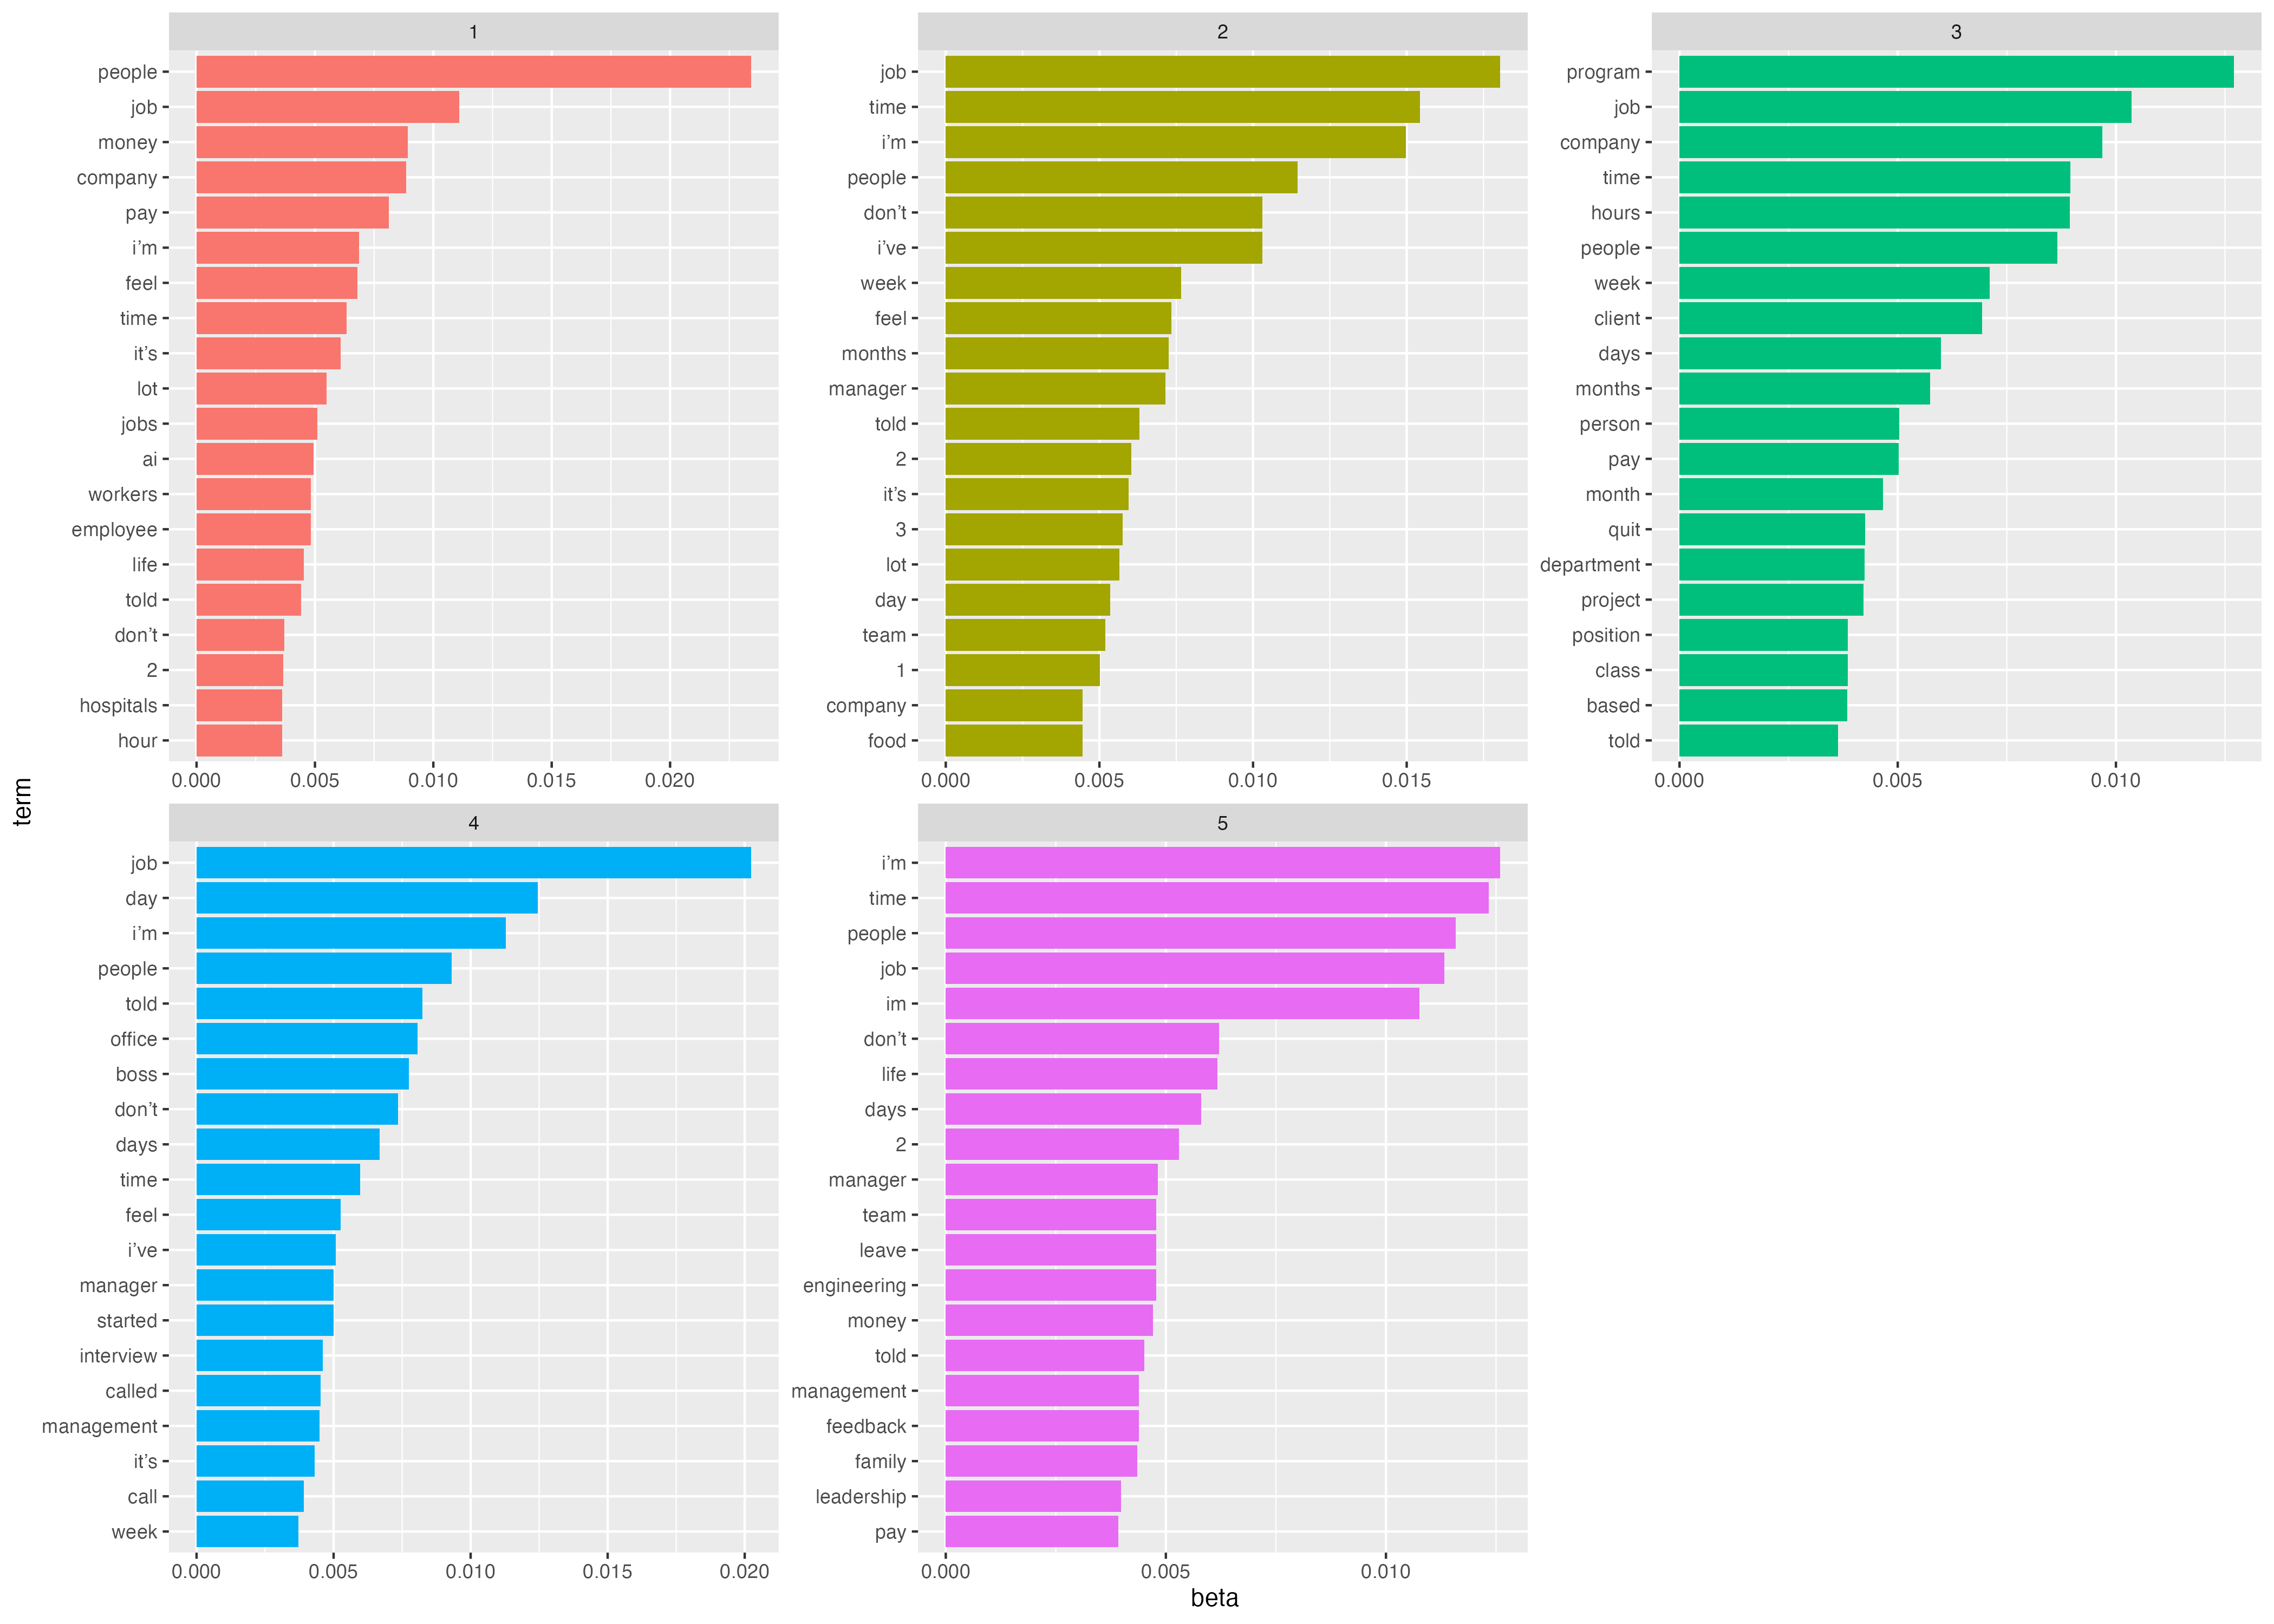 1
people
job
money
company
pay
i’m
feel
time
it’s
lot
jobs
ai
workers
employee
life
told
don’t
2
hospitals
hour
0.000 0.005 0.010 0.015 0.020
2
job
time
i’m
people
don’t
i’ve
week
feel
months
manager
told
2
it’s
3
lot
day
team
1
company
food
0.000 0.005 0.010 0.015
3
program
job
company
time
hours
people
week
client
days
months
person
pay
month
quit
department
project
position
class
based
told
0.000 0.005 0.010
term
4
job
day
i’m
people
told
office
boss
don’t
days
time
feel
i’ve
manager
started
interview
called
management
it’s
call
week
0.000 0.005 0.010 0.015 0.020
5
i’m
time
people
job
im
don’t
life
days
2
manager
team
leave
engineering
money
told
management
feedback
family
leadership
pay
0.000 0.005 0.010
beta